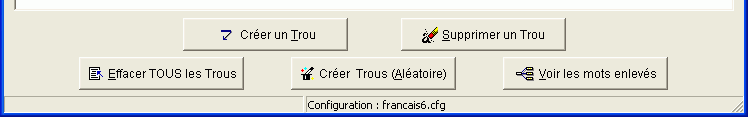 Créer un Trou
Supprimer un Trou
Effacer TOUS les Trous
Créer Trous (Aléatoire)
Voir les mots enlevés
Configuration : francais6.cfg